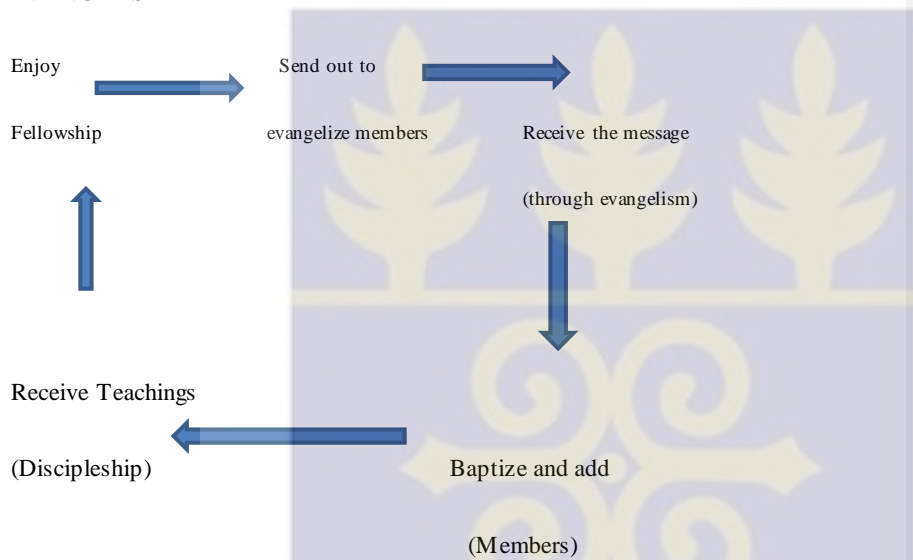 Enjoy
Send out to
Fellowship
evangelize members
Receive the message
(through evangelism)
Receive Teachings
(Discipleship)
Baptize and add
(Members)